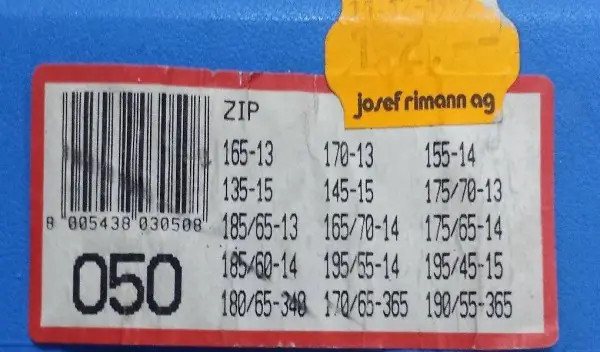 12.-
josef rimann ag
ZIP
165-13 170-13 155-14
135-15 145-15 175/70-13
185/65-13 165/70-14 175/65-14
185/60-14 195/55-14 195/45-15
180/65-340 170/65-365 190/55-365
8 005438 030508
050